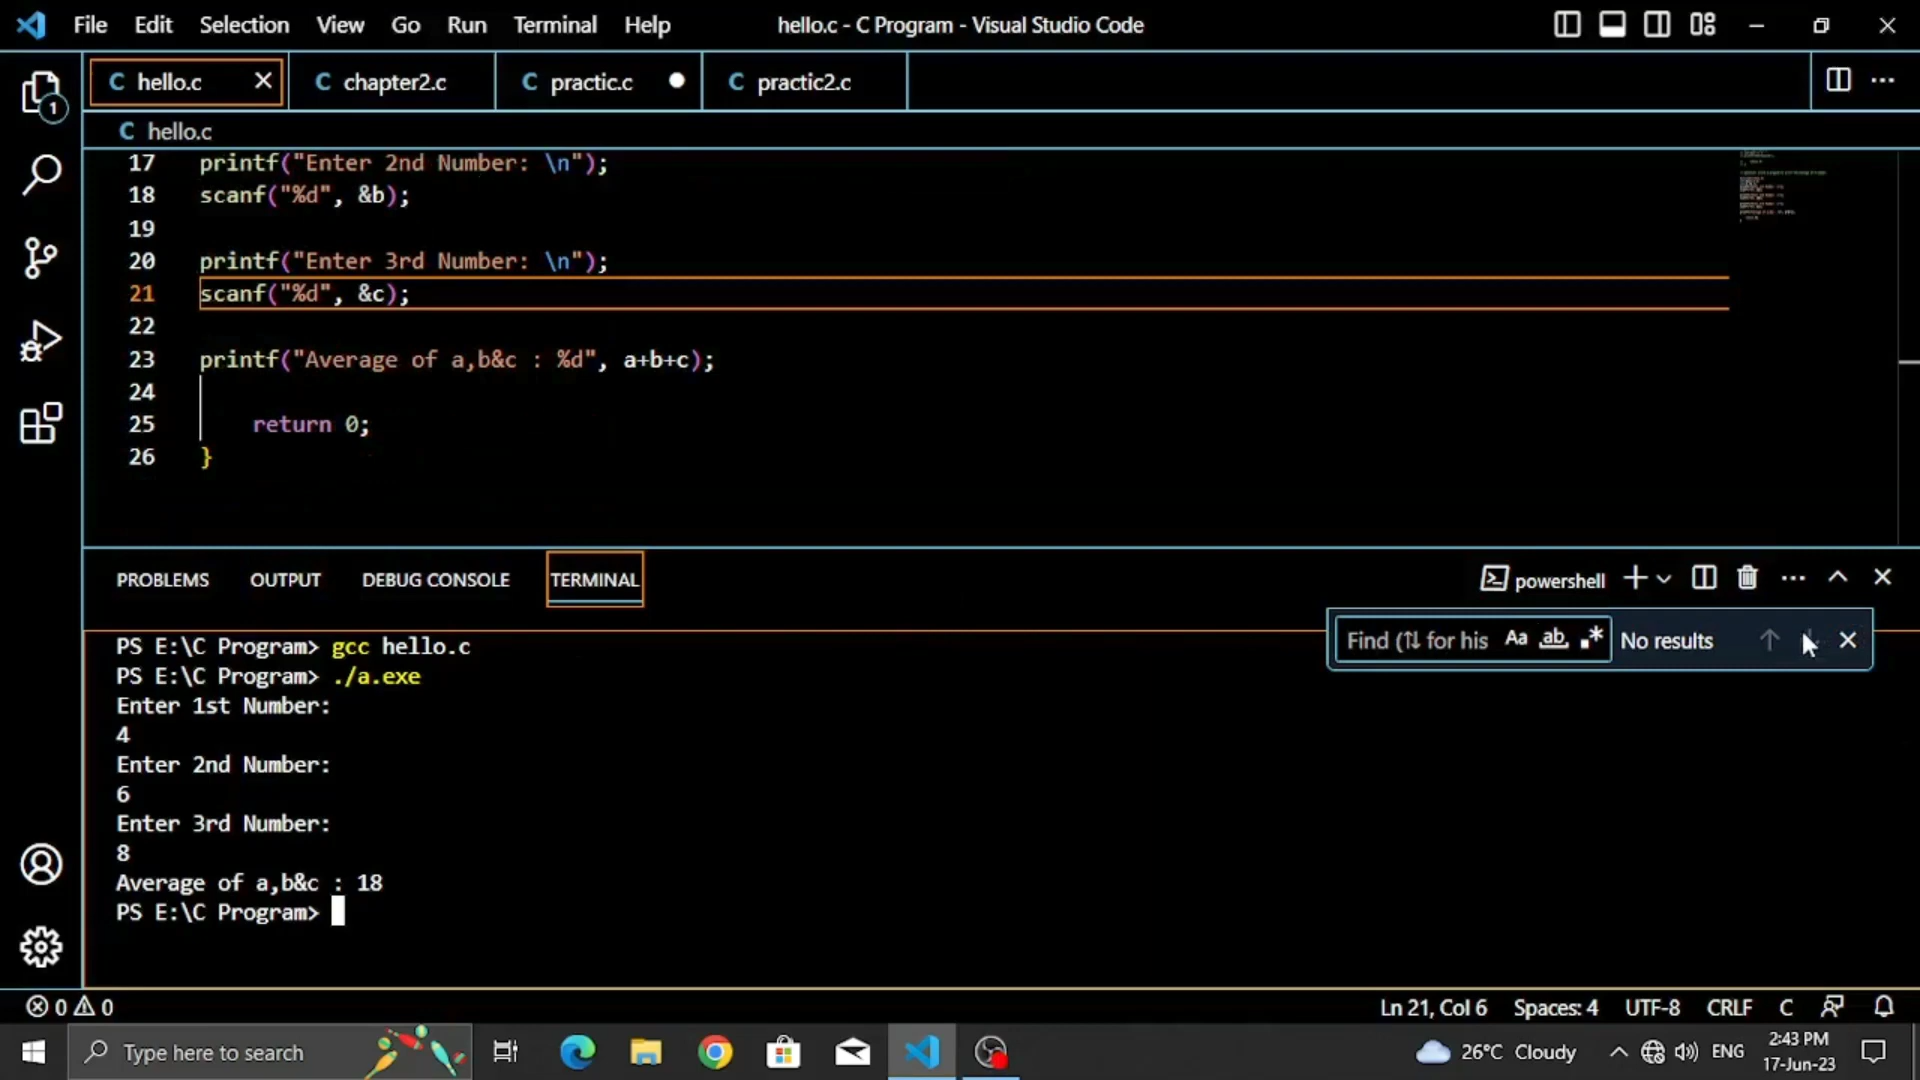 File Edit Selection View Go Run Terminal Help hello.c - C Program - Visual Studio Code
C hello.c C chapter2.c C practic.c C practic2.c
1
C hello.c
17 printf("Enter 2nd Number: \n");
18 scanf("%d", &b);
19
20 printf("Enter 3rd Number: \n");
21 scanf("%d", &c);
22
23 printf("Average of a,b&c : %d", a+b+c);
24
25 return 0;
26 }
PROBLEMS OUTPUT DEBUG CONSOLE TERMINAL powershell
Find (⇅ for his Aa ab .* No results
PS E:\C Program> gcc hello.c
PS E:\C Program> ./a.exe
Enter 1st Number:
4
Enter 2nd Number:
6
Enter 3rd Number:
8
Average of a,b&c : 18
PS E:\C Program>
0 0 Ln 21, Col 6 Spaces: 4 UTF-8 CRLF C
Type here to search 26°C Cloudy ENG 2:43 PM
17-Jun-23